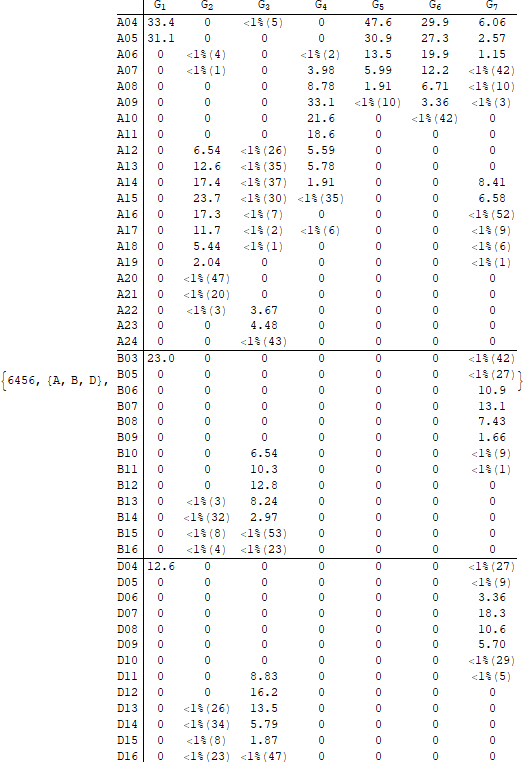 G₁ G₂ G₃ G₄ G₅ G₆ G₇
A04 33.4 0 <1%(5) 0 47.6 29.9 6.06
A05 31.1 0 0 0 30.9 27.3 2.57
A06 0 <1%(4) 0 <1%(2) 13.5 19.9 1.15
A07 0 <1%(1) 0 3.98 5.99 12.2 <1%(42)
A08 0 0 0 8.78 1.91 6.71 <1%(10)
A09 0 0 0 33.1 <1%(10) 3.36 <1%(3)
A10 0 0 0 21.6 0 <1%(42) 0
A11 0 0 0 18.6 0 0 0
A12 0 6.54 <1%(26) 5.59 0 0 0
A13 0 12.6 <1%(35) 5.78 0 0 0
A14 0 17.4 <1%(37) 1.91 0 0 8.41
A15 0 23.7 <1%(30) <1%(35) 0 0 6.58
A16 0 17.3 <1%(7) 0 0 0 <1%(52)
A17 0 11.7 <1%(2) <1%(6) 0 0 <1%(9)
A18 0 5.44 <1%(1) 0 0 0 <1%(6)
A19 0 2.04 0 0 0 0 <1%(1)
A20 0 <1%(47) 0 0 0 0 0
A21 0 <1%(20) 0 0 0 0 0
A22 0 <1%(3) 3.67 0 0 0 0
A23 0 0 4.48 0 0 0 0
A24 0 0 <1%(43) 0 0 0 0
B03 23.0 0 0 0 0 0 <1%(42)
{6456, {A, B, D}, B05 0 0 0 0 0 0 <1%(27)}
B06 0 0 0 0 0 0 10.9
B07 0 0 0 0 0 0 13.1
B08 0 0 0 0 0 0 7.43
B09 0 0 0 0 0 0 1.66
B10 0 0 6.54 0 0 0 <1%(9)
B11 0 0 10.3 0 0 0 <1%(1)
B12 0 0 12.8 0 0 0 0
B13 0 <1%(3) 8.24 0 0 0 0
B14 0 <1%(32) 2.97 0 0 0 0
B15 0 <1%(8) <1%(53) 0 0 0 0
B16 0 <1%(4) <1%(23) 0 0 0 0
D04 12.6 0 0 0 0 0 <1%(27)
D05 0 0 0 0 0 0 <1%(9)
D06 0 0 0 0 0 0 3.36
D07 0 0 0 0 0 0 18.3
D08 0 0 0 0 0 0 10.6
D09 0 0 0 0 0 0 5.70
D10 0 0 0 0 0 0 <1%(29)
D11 0 0 8.83 0 0 0 <1%(5)
D12 0 0 16.2 0 0 0 0
D13 0 <1%(26) 13.5 0 0 0 0
D14 0 <1%(34) 5.79 0 0 0 0
D15 0 <1%(8) 1.87 0 0 0 0
D16 0 <1%(23) <1%(47) 0 0 0 0